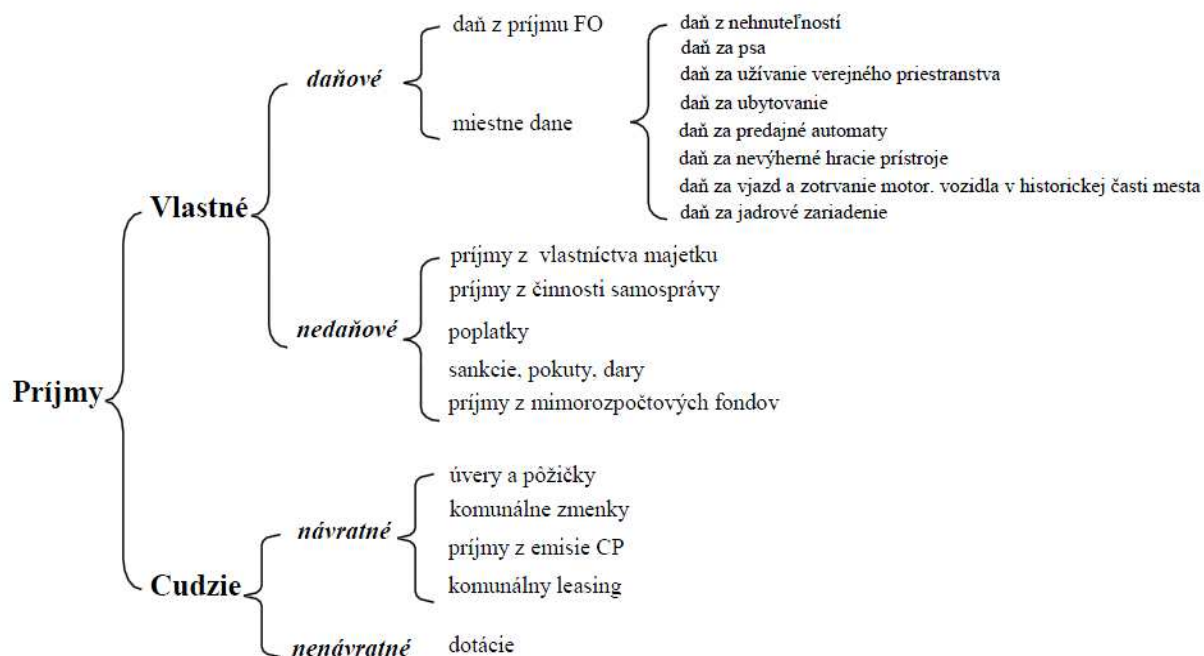 Príjmy
Vlastné
daňové
daň z príjmu FO
miestne dane
daň z nehnuteľností
daň za psa
daň za užívanie verejného priestranstva
daň za ubytovanie
daň za predajné automaty
daň za nevýherné hracie prístroje
daň za vjazd a zotrvanie motor. vozidla v historickej časti mesta
daň za jadrové zariadenie
nedaňové
príjmy z vlastníctva majetku
príjmy z činnosti samosprávy
poplatky
sankcie, pokuty, dary
príjmy z mimorozpočtových fondov
Cudzie
návratné
úvery a pôžičky
komunálne zmenky
príjmy z emisie CP
komunálny leasing
nenávratné
dotácie